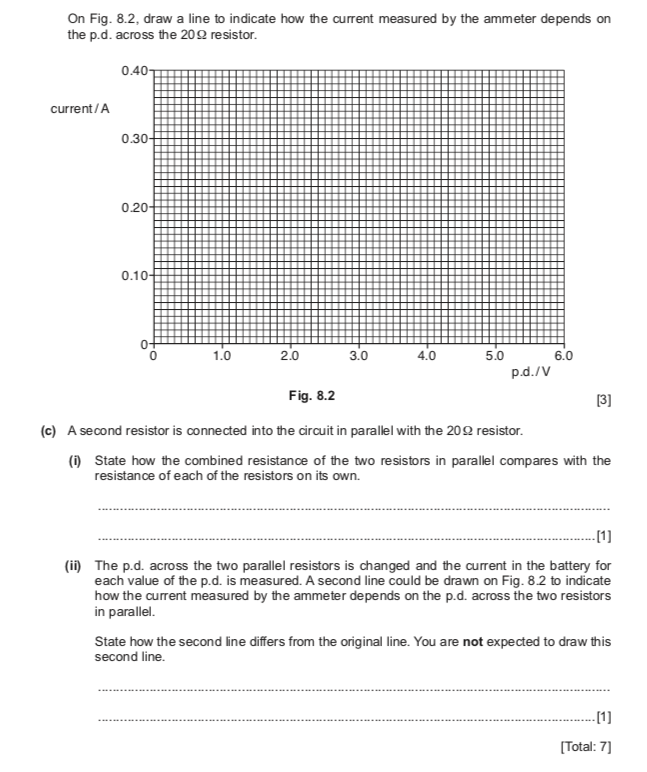 On Fig. 8.2, draw a line to indicate how the current measured by the ammeter depends on
the p.d. across the 20 Ω resistor.
0.40
current / A
0.30
0.20
0.10
0
0 1.0 2.0 3.0 4.0 5.0 6.0
p.d. / V
Fig. 8.2
[3]
(c) A second resistor is connected into the circuit in parallel with the 20 Ω resistor.
(i) State how the combined resistance of the two resistors in parallel compares with the
resistance of each of the resistors on its own.
[1]
(ii) The p.d. across the two parallel resistors is changed and the current in the battery for
each value of the p.d. is measured. A second line could be drawn on Fig. 8.2 to indicate
how the current measured by the ammeter depends on the p.d. across the two resistors
in parallel.
State how the second line differs from the original line. You are not expected to draw this
second line.
[1]
[Total: 7]